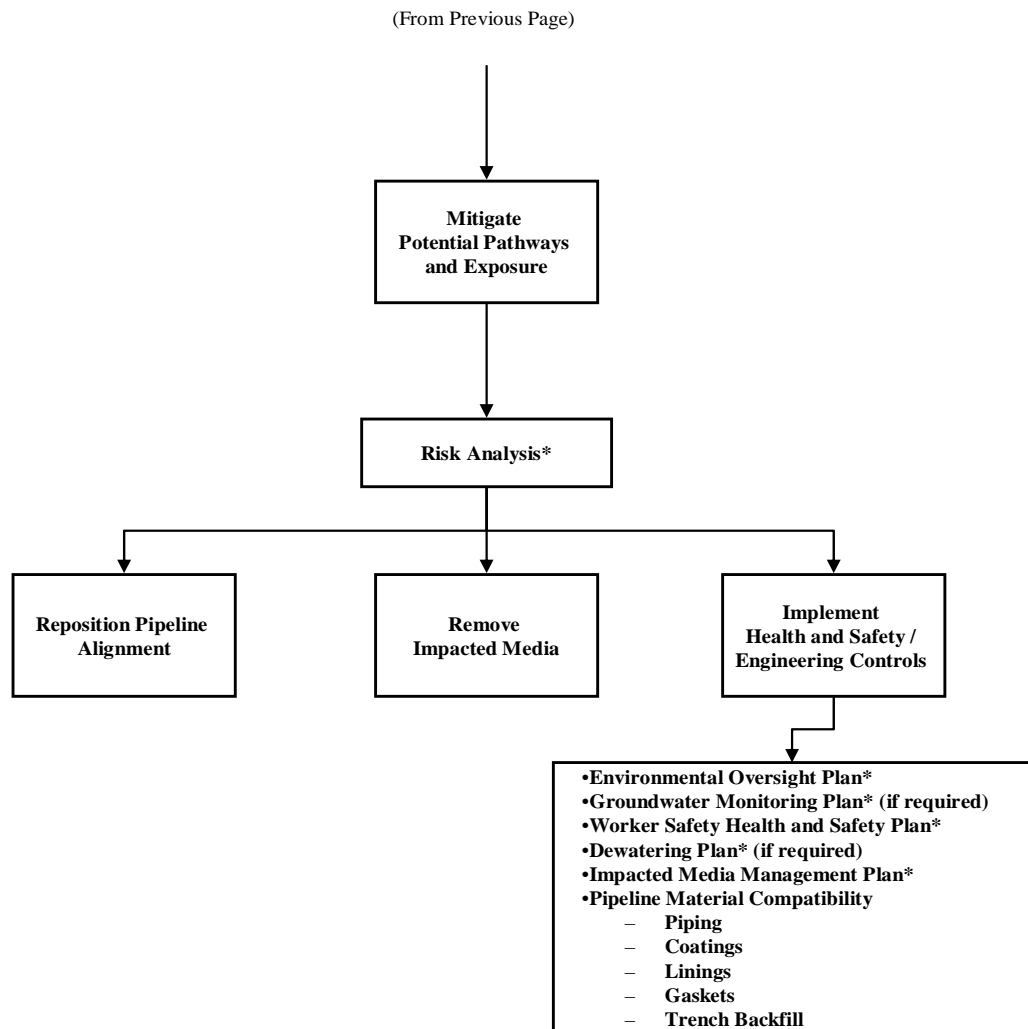 (From Previous Page)
Mitigate
Potential Pathways
and Exposure
Risk Analysis*
Reposition Pipeline
Alignment
Remove
Impacted Media
Implement
Health and Safety /
Engineering Controls
•Environmental Oversight Plan*
•Groundwater Monitoring Plan* (if required)
•Worker Safety Health and Safety Plan*
•Dewatering Plan* (if required)
•Impacted Media Management Plan*
•Pipeline Material Compatibility
– Piping
– Coatings
– Linings
– Gaskets
– Trench Backfill